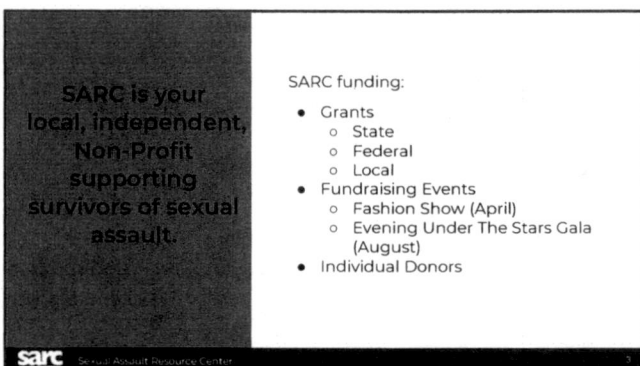 SARC is your
local, independent,
Non-Profit
supporting
survivors of sexual
assault.
SARC funding:
● Grants
○ State
○ Federal
○ Local
● Fundraising Events
○ Fashion Show (April)
○ Evening Under The Stars Gala
(August)
● Individual Donors
sarc Sexual Assault Resource Center 3